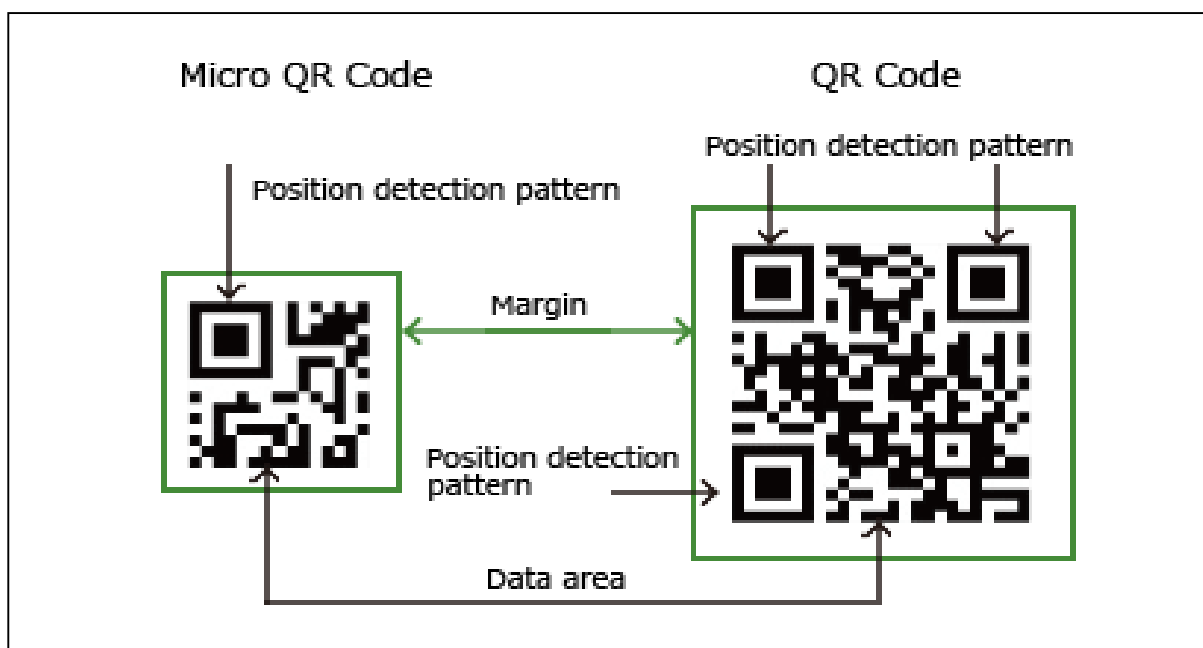 Micro QR Code
QR Code
Position detection pattern
Position detection pattern
Margin
Position detection
pattern
Data area